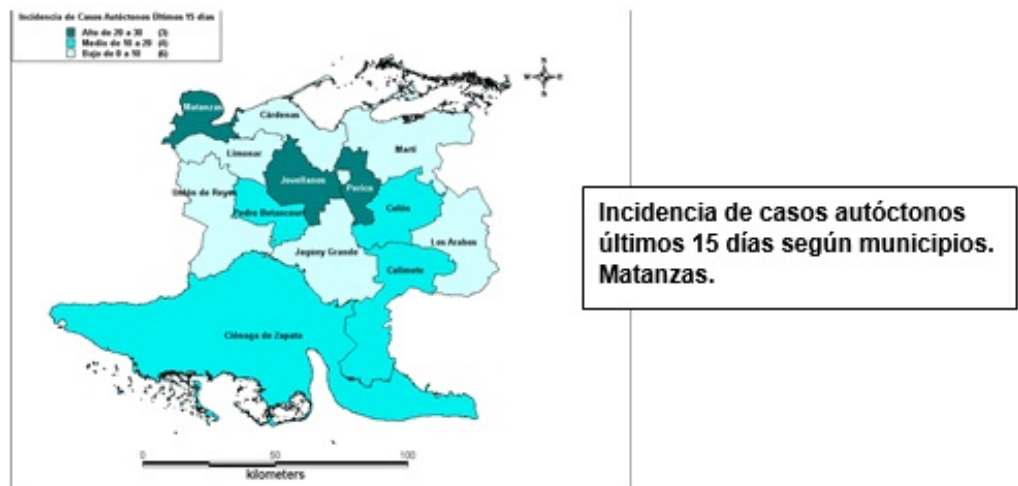 Incidencia de Casos Autóctonos Últimos 15 días
Alto de 20 a 30 (3)
Medio de 10 a 20 (4)
Bajo de 0 a 10 (6)
W E
N
S
Matanzas
Cárdenas
Limonar
Martí
Jovellanos
Perico
Unión de Reyes
Pedro Betancourt
Colón
Los Arabos
Jagüey Grande
Calimete
Ciénaga de Zapata
0 50 100
kilometers
Incidencia de casos autóctonos
últimos 15 días según municipios.
Matanzas.